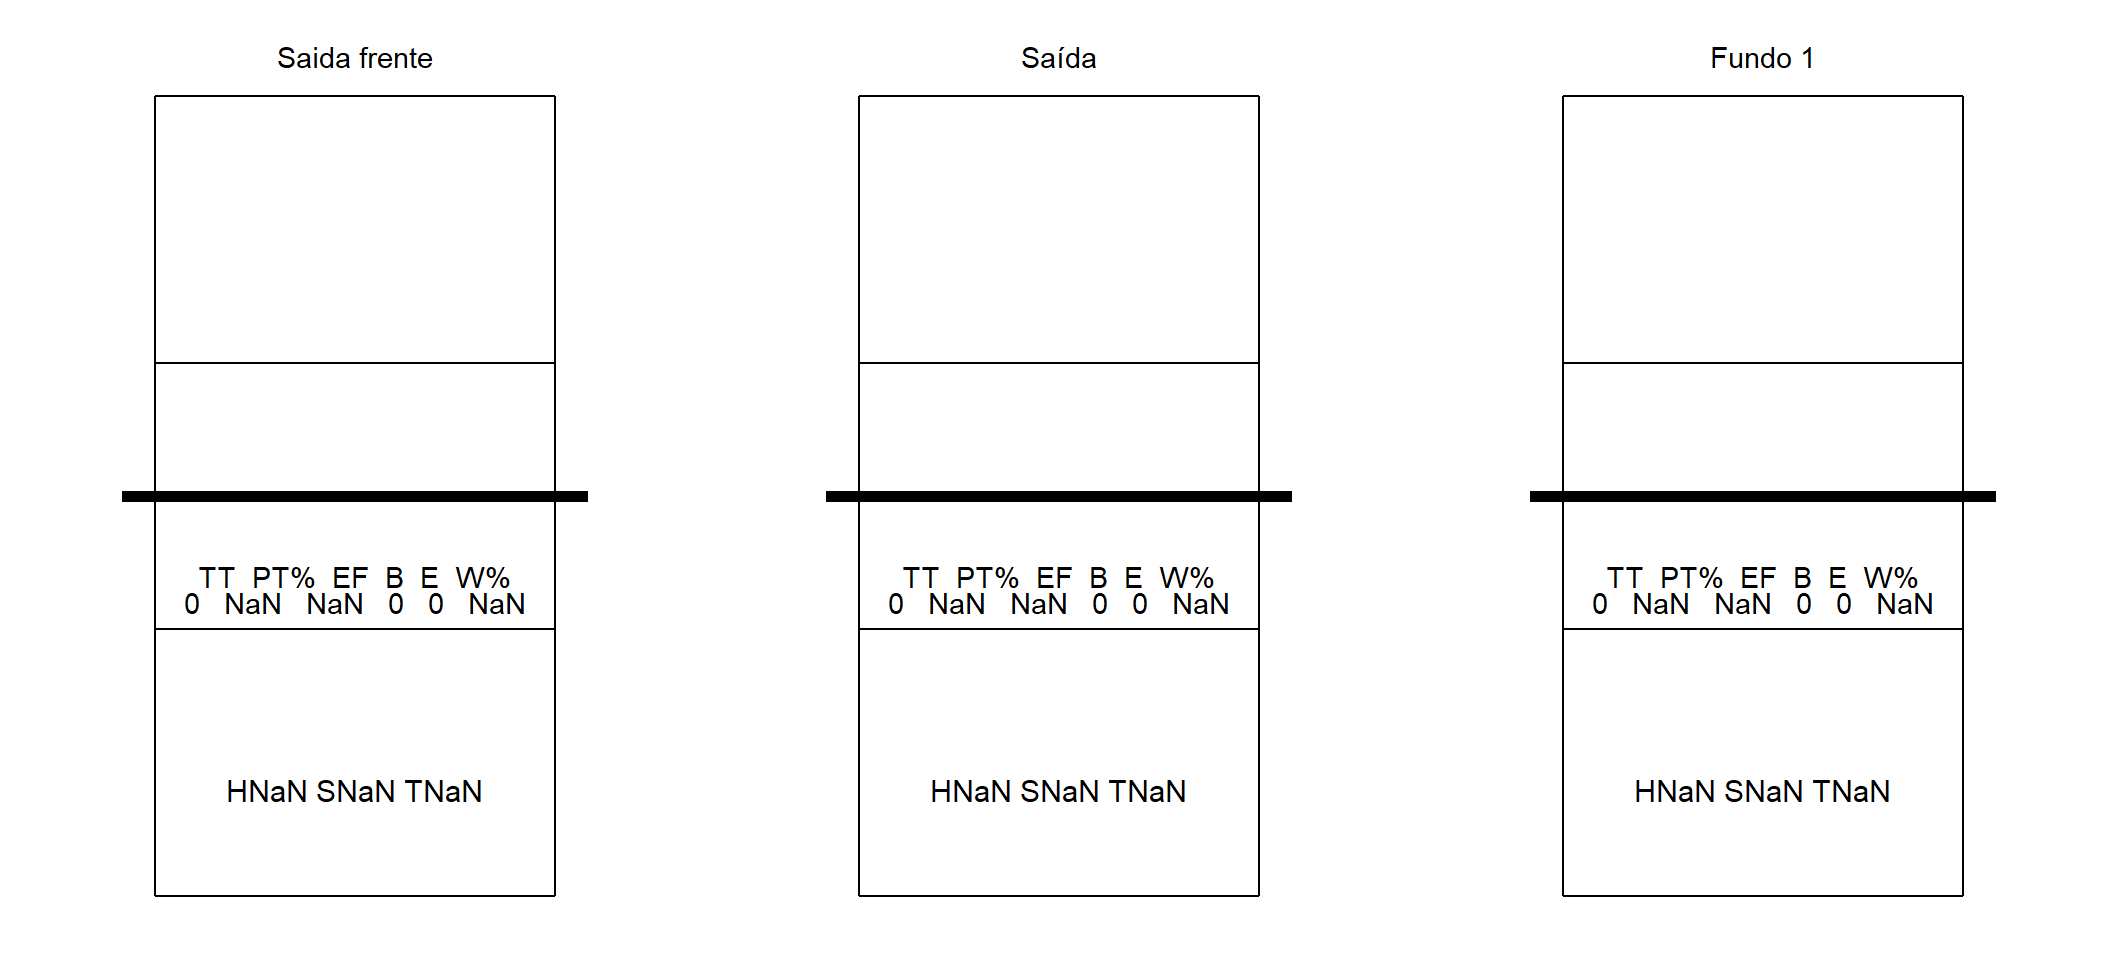 Saida frente
TT PT% EF B E W%
0 NaN NaN 0 0 NaN
HNaN SNaN TNaN
Saída
TT PT% EF B E W%
0 NaN NaN 0 0 NaN
HNaN SNaN TNaN
Fundo 1
TT PT% EF B E W%
0 NaN NaN 0 0 NaN
HNaN SNaN TNaN